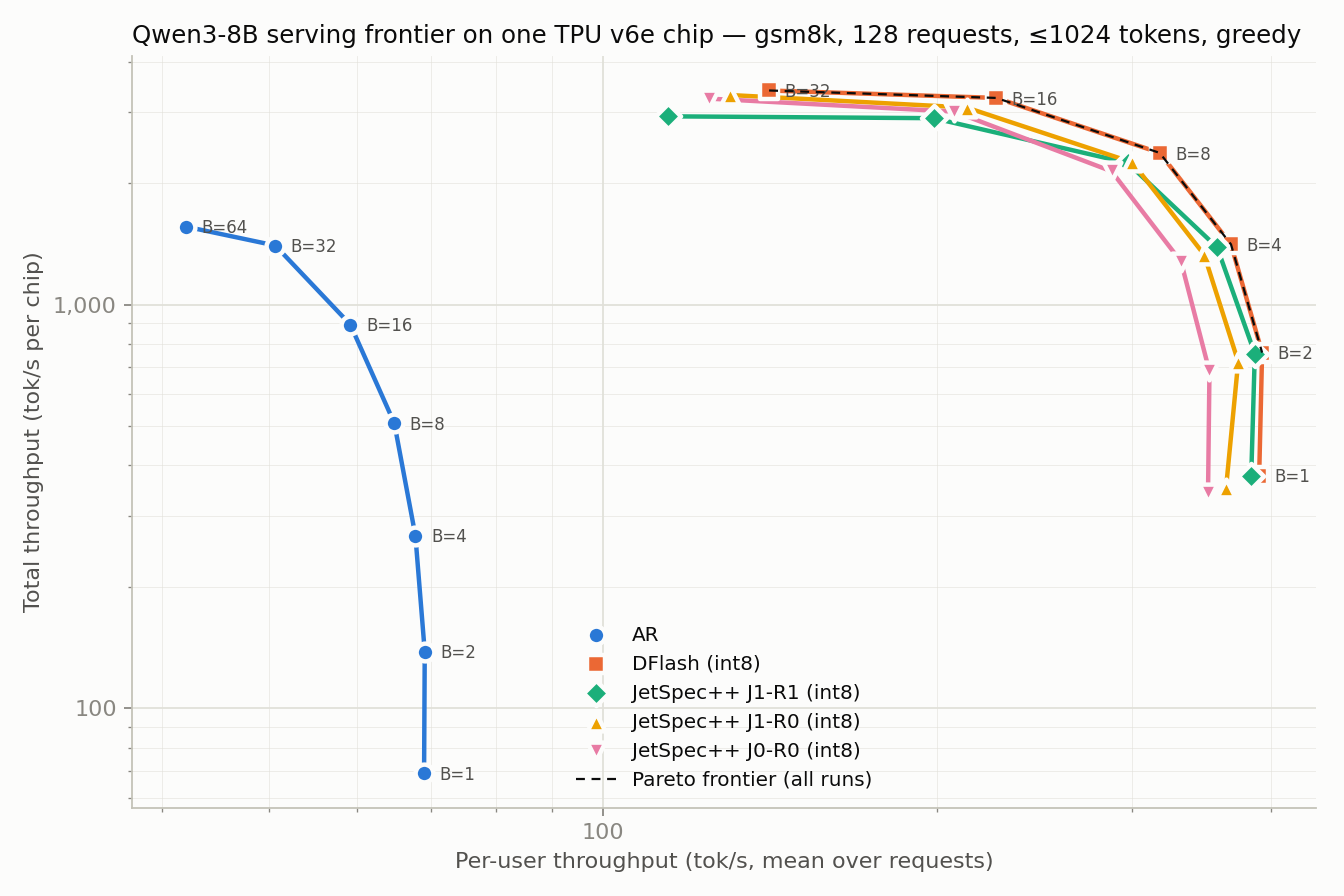 Qwen3-8B serving frontier on one TPU v6e chip — gsm8k, 128 requests, ≤1024 tokens, greedy
Total throughput (tok/s per chip)
1,000
100
B=32
B=16
B=8
B=4
B=2
B=1
B=64
B=32
B=16
B=8
B=4
B=2
B=1
AR
DFlash (int8)
JetSpec++ J1-R1 (int8)
JetSpec++ J1-R0 (int8)
JetSpec++ J0-R0 (int8)
Pareto frontier (all runs)
100
Per-user throughput (tok/s, mean over requests)